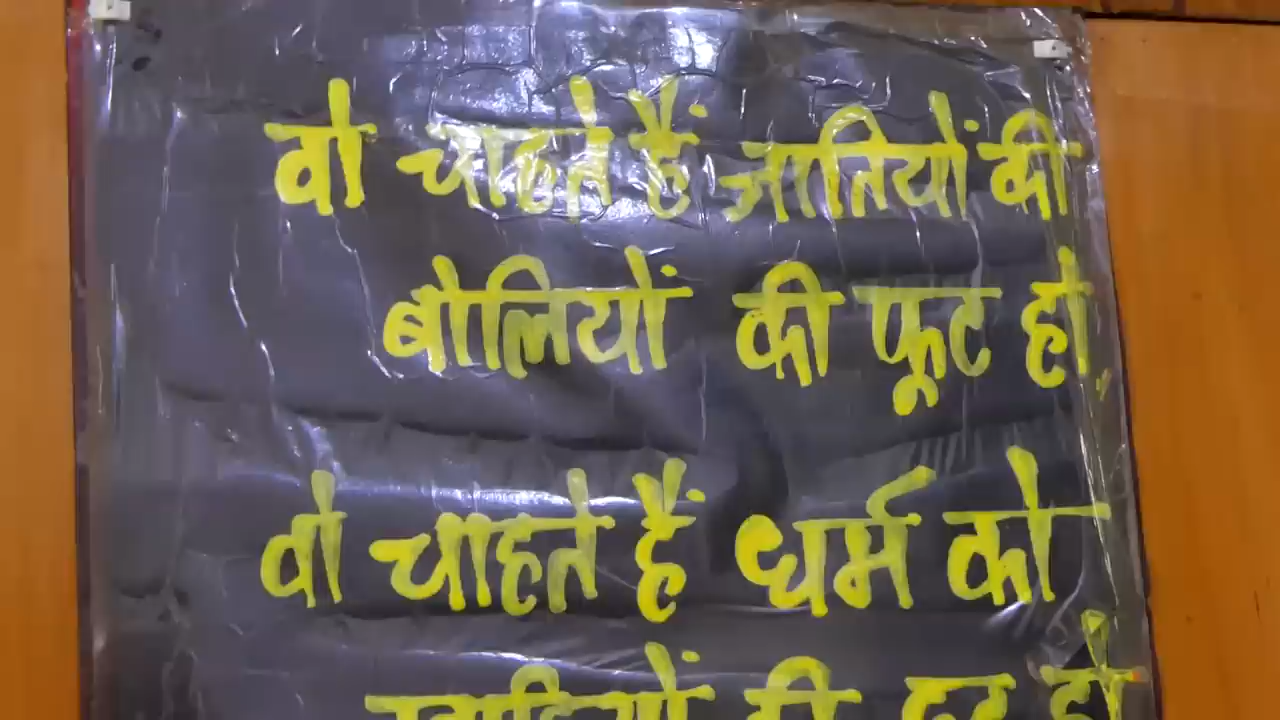 वो चाहते हैं जातियों की
बोलियों की फूट हो
वो चाहते हैं धर्म को
की छूट हो